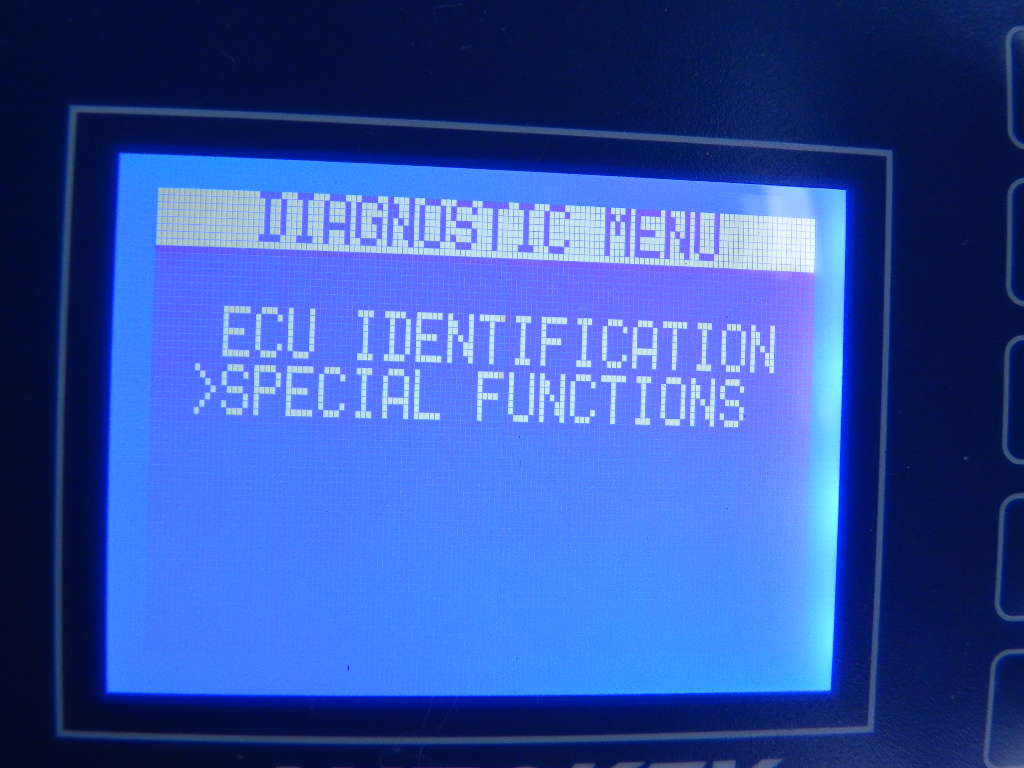 DIAGNOSTIC MENU
ECU IDENTIFICATION
>SPECIAL FUNCTIONS